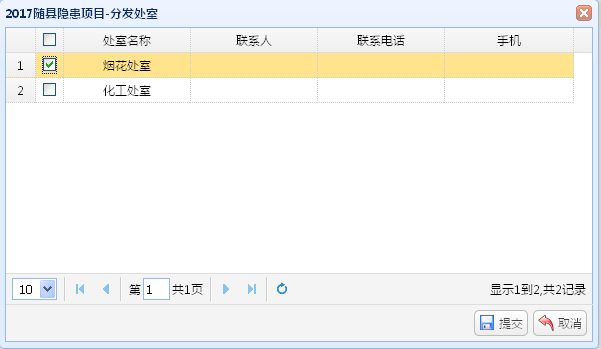 2017随县隐患项目-分发处室
处室名称 联系人 联系电话 手机
1 烟花处室
2 化工处室
10 第 1 共1页 显示1到2,共2记录
提交 取消